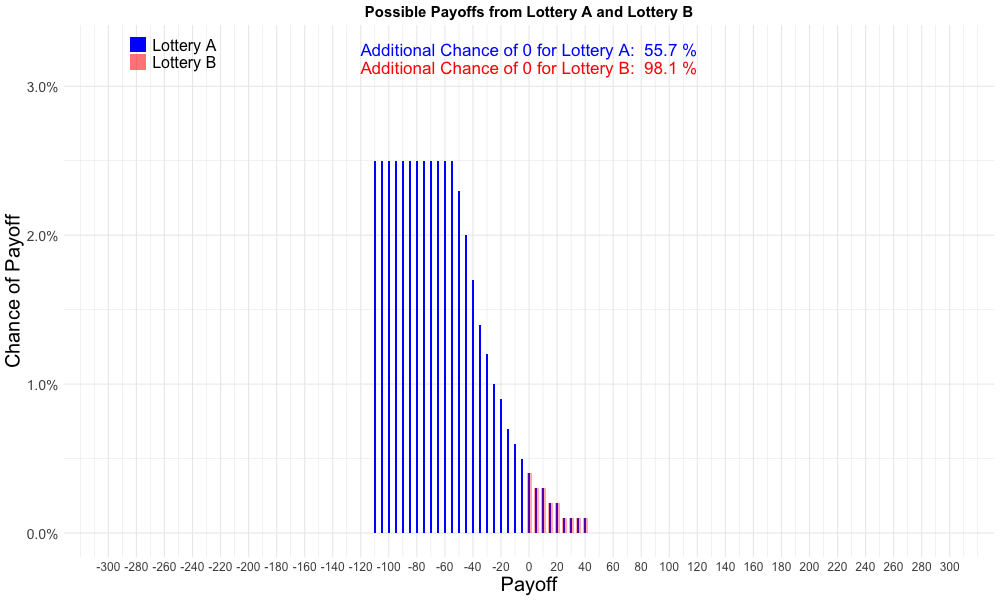 Possible Payoffs from Lottery A and Lottery B
Lottery A
Lottery B
Additional Chance of 0 for Lottery A: 55.7 %
Additional Chance of 0 for Lottery B: 98.1 %
3.0%
2.0%
1.0%
0.0%
Chance of Payoff
-300 -280 -260 -240 -220 -200 -180 -160 -140 -120 -100 -80 -60 -40 -20 0 20 40 60 80 100 120 140 160 180 200 220 240 260 280 300
Payoff